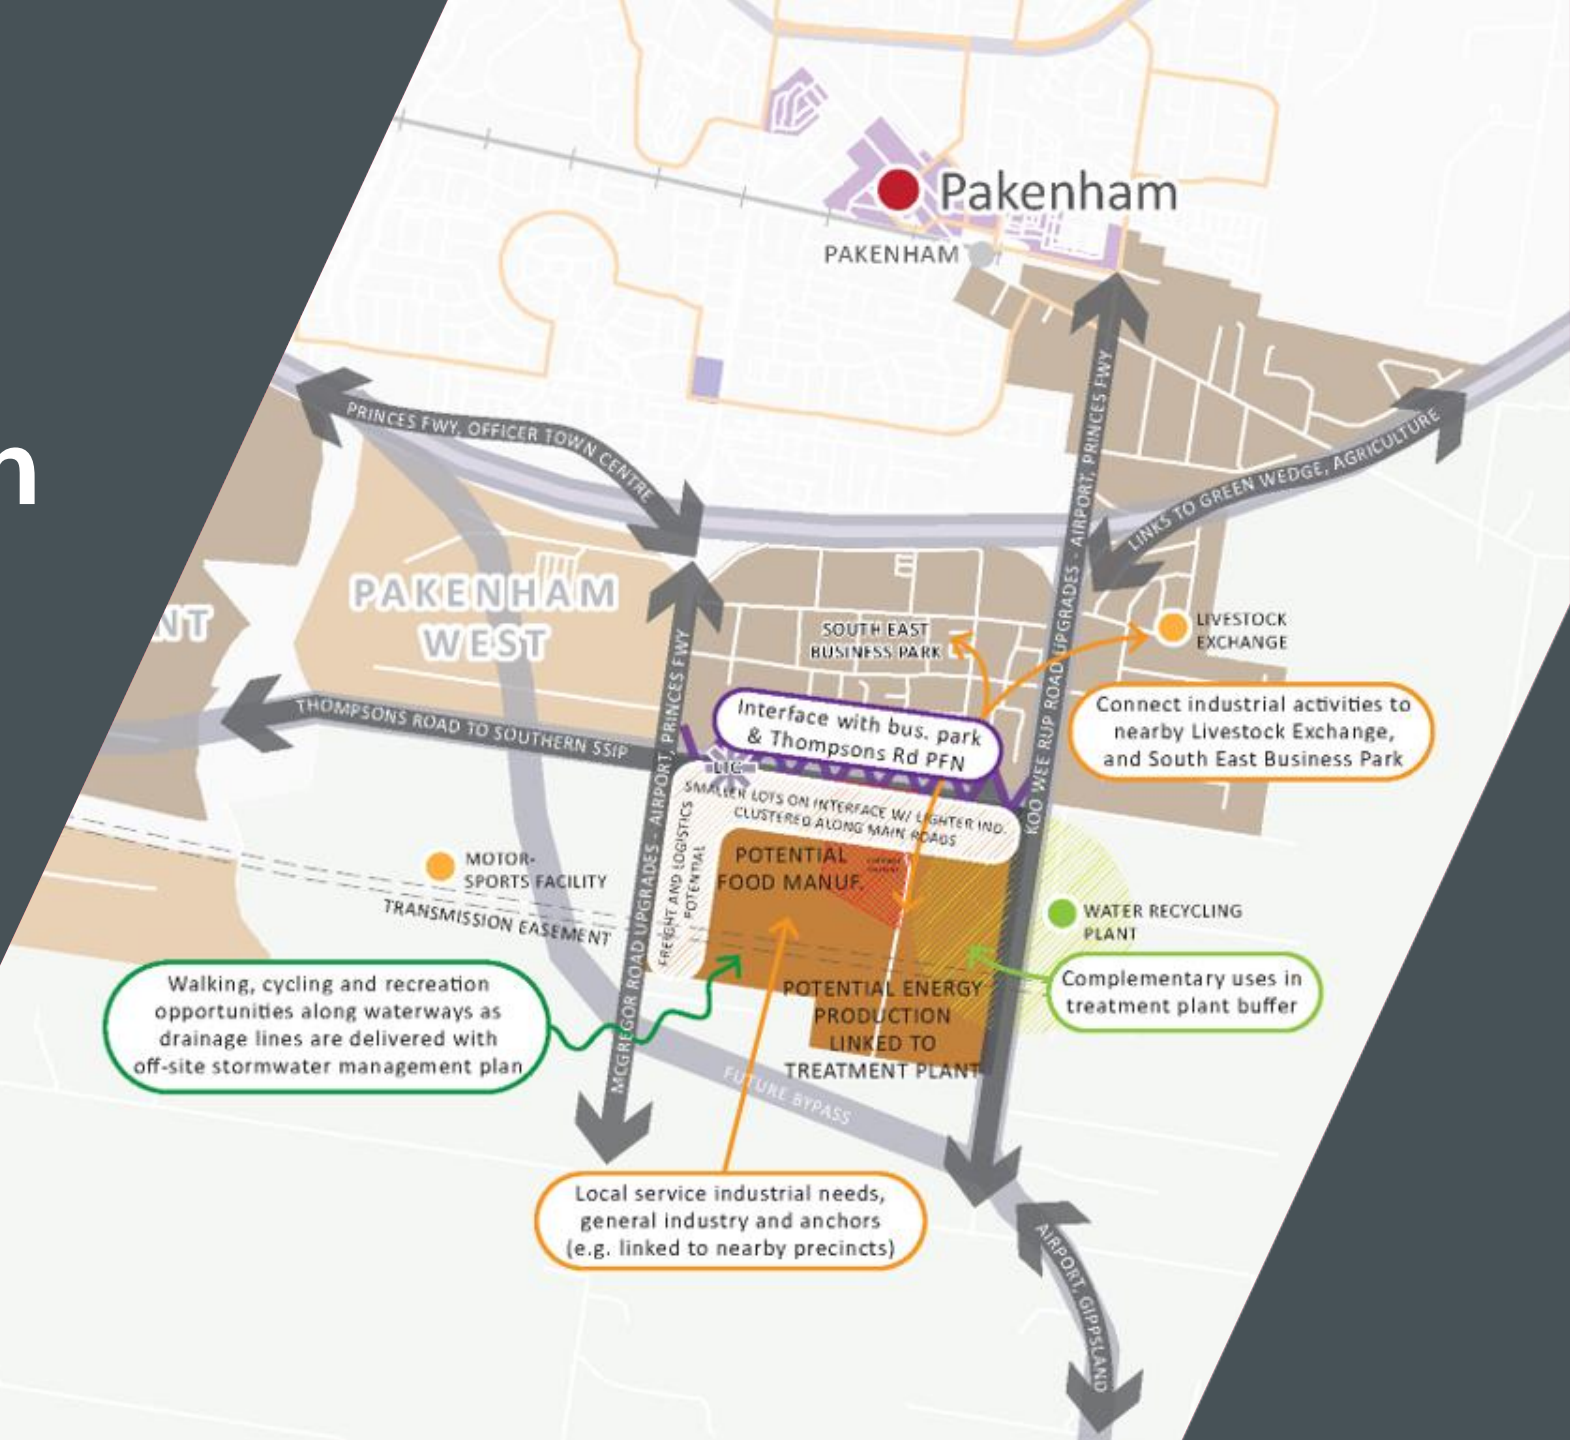 Pakenham
PAKENHAM
PRINCES FWY, OFFICER TOWN CENTRE
KOO WEE RUP ROAD UPGRADES - AIRPORT, PRINCES FWY
LINKS TO GREEN WEDGE, AGRICULTURE
n
NT
PAKENHAM
WEST
SOUTH EAST
BUSINESS PARK
LIVESTOCK
EXCHANGE
Connect industrial activities to
nearby Livestock Exchange,
and South East Business Park
THOMPSONS ROAD TO SOUTHERN SSIP
MCGREGOR ROAD UPGRADES - AIRPORT, PRINCES FWY
Interface with bus. park
& Thompsons Rd PFN
LTC
SMALLER LOTS ON INTERFACE W/ LIGHTER IND.
CLUSTERED ALONG MAIN ROADS
FREIGHT AND LOGISTICS
POTENTIAL
POTENTIAL
FOOD MANUF.
MOTOR-
SPORTS FACILITY
TRANSMISSION EASEMENT
WATER RECYCLING
PLANT
Complementary uses in
treatment plant buffer
Walking, cycling and recreation
opportunities along waterways as
drainage lines are delivered with
off-site stormwater management plan
POTENTIAL ENERGY
PRODUCTION
LINKED TO
TREATMENT PLANT
FUTURE BYPASS
Local service industrial needs,
general industry and anchors
(e.g. linked to nearby precincts)
AIRPORT, GIPPSLAND